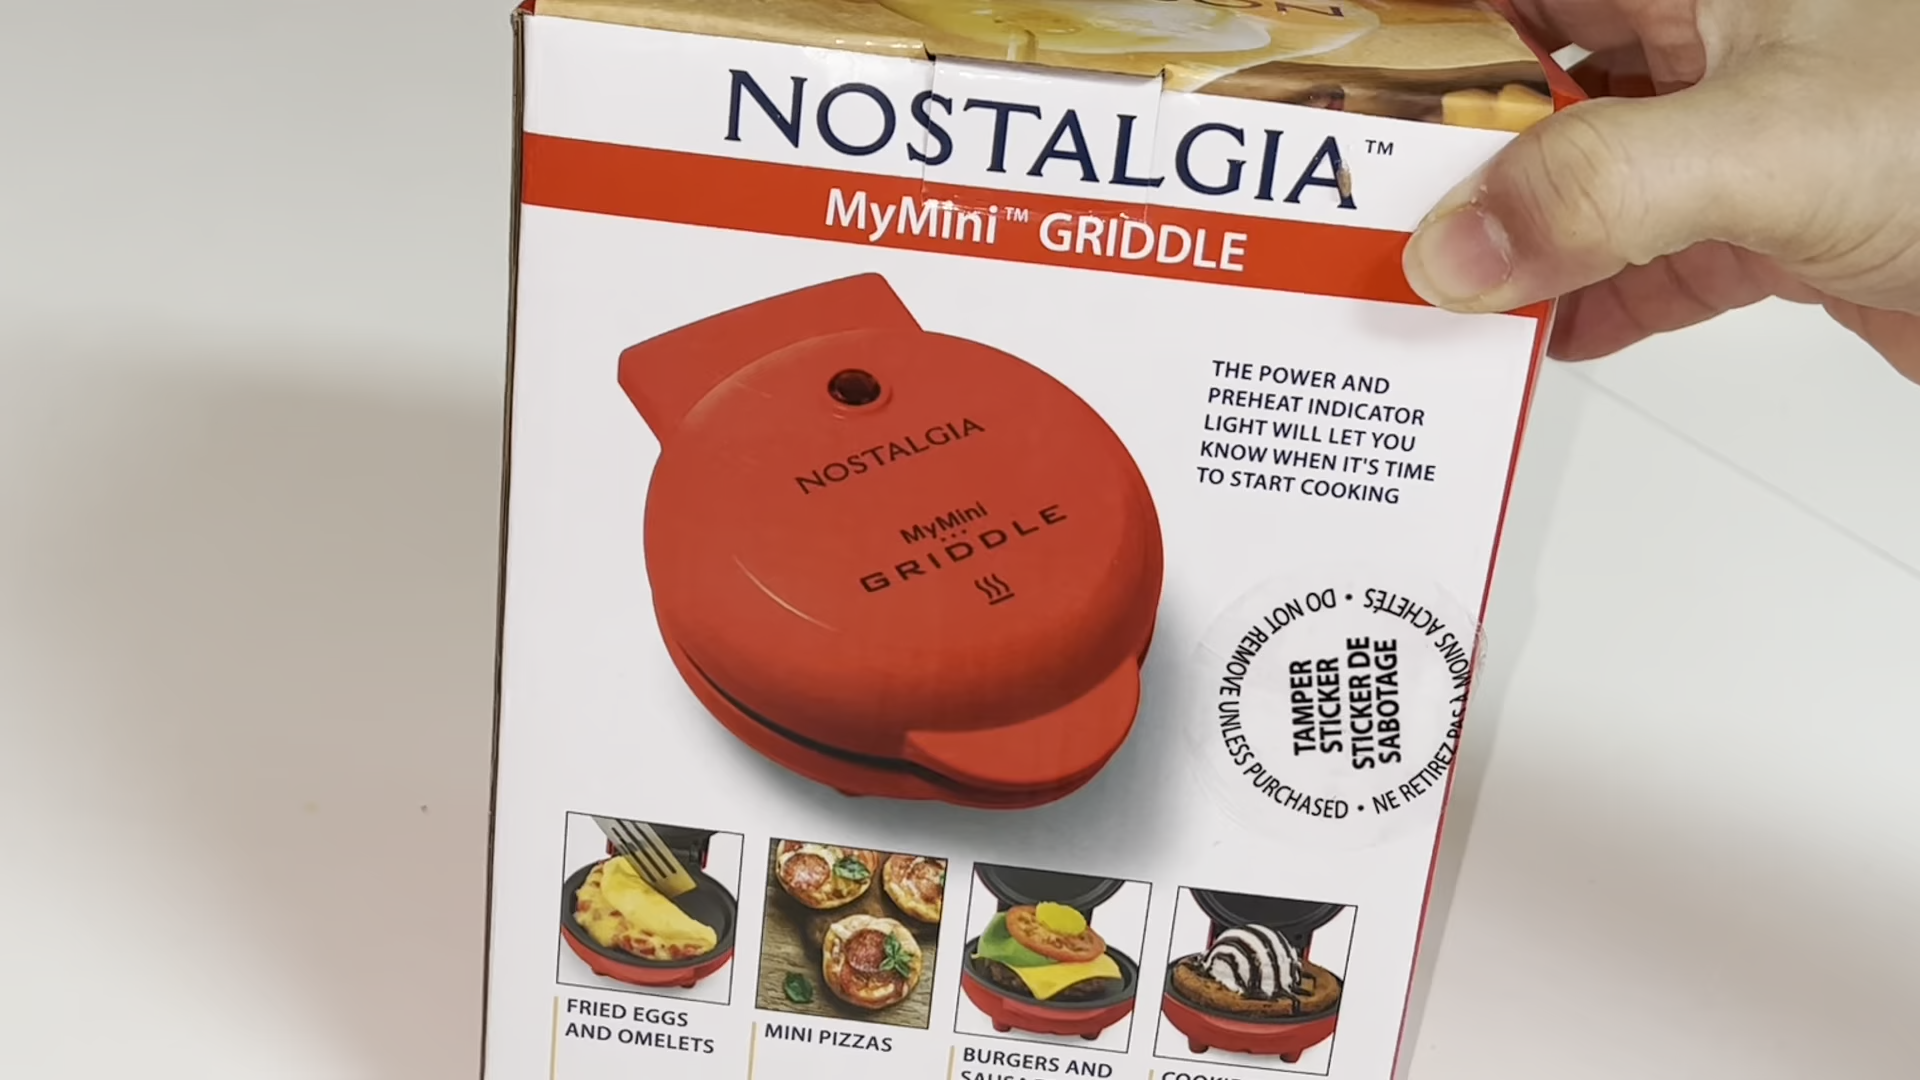 NOSTALGIA™
MyMini™ GRIDDLE
NOSTALGIA
MyMini
GRIDDLE
THE POWER AND
PREHEAT INDICATOR
LIGHT WILL LET YOU
KNOW WHEN IT'S TIME
TO START COOKING
DO NOT REMOVE UNLESS PURCHASED • NE RETIREZ PAS À MOINS ACHETÉS •
TAMPER
STICKER
STICKER DE
SABOTAGE
FRIED EGGS
AND OMELETS
MINI PIZZAS
BURGERS AND